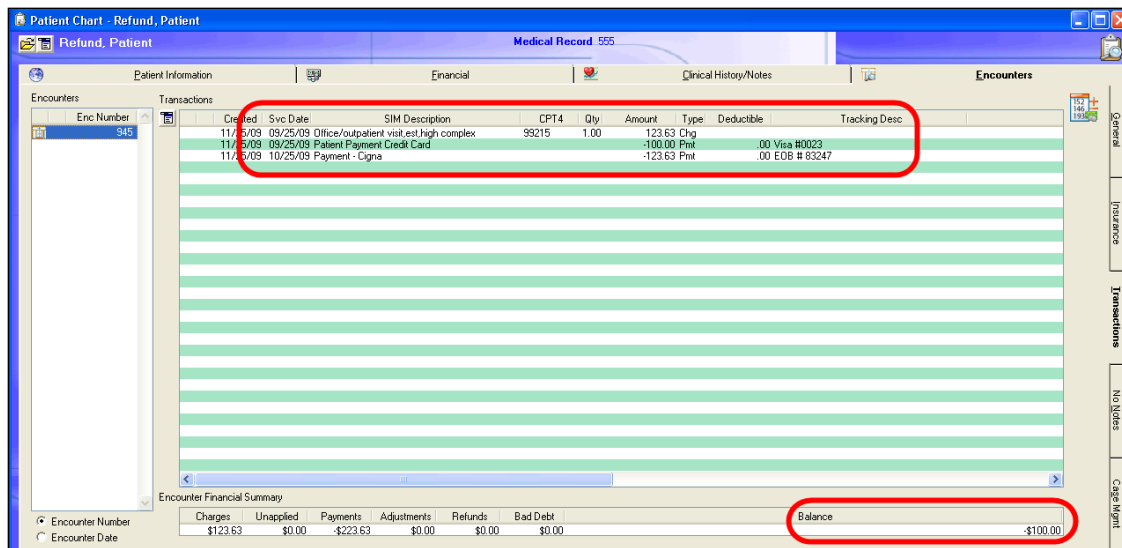 Patient Chart - Refund, Patient
Refund, Patient Medical Record 555
Patient Information Financial Clinical History/Notes Encounters
Encounters Transactions
Enc Number Created Svc Date SIM Description CPT4 Qty Amount Type Deductible Tracking Desc
945 11/25/09 09/25/09 Office/outpatient visit,est,high complex 99215 1.00 123.63 Chg
11/25/09 09/25/09 Patient Payment Credit Card -100.00 Pmt .00 Visa #0023
11/25/09 10/25/09 Payment - Cigna -123.63 Pmt .00 EOB # 83247
General
Insurance
Transactions
No Notes
Case Mgmt
Encounter Financial Summary
Charges Unapplied Payments Adjustments Refunds Bad Debt Balance
$123.63 $0.00 -$223.63 $0.00 $0.00 $0.00 -$100.00
Encounter Number
Encounter Date